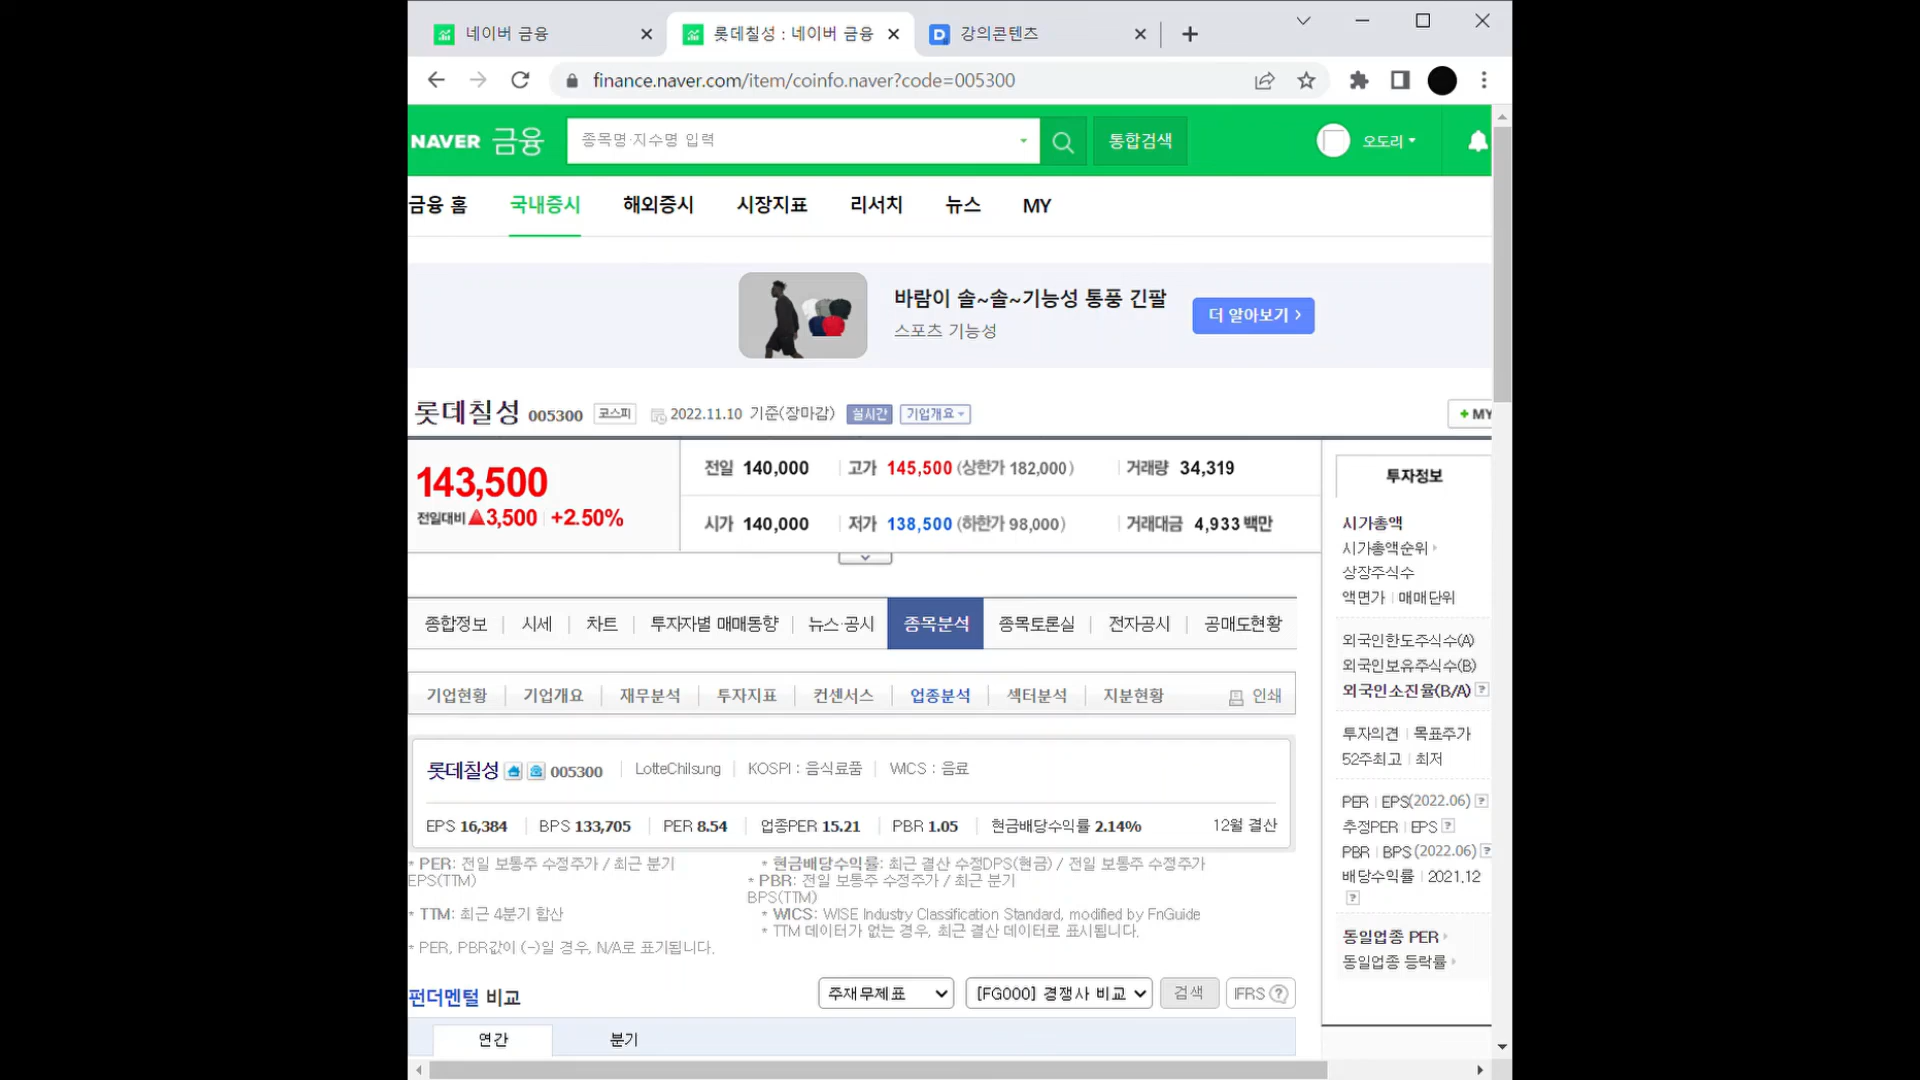 네이버 금융
롯데칠성 : 네이버 금융
강의콘텐츠
finance.naver.com/item/coinfo.naver?code=005300
NAVER 금융
종목명·지수명 입력
통합검색
오도리
금융 홈 국내증시 해외증시 시장지표 리서치 뉴스 MY
바람이 솔~솔~기능성 통풍 긴팔
스포츠 기능성
더 알아보기 >
롯데칠성 005300 코스피 2022.11.10 기준(장마감) 실시간 기업개요
+ MY
143,500
전일대비 ▲3,500 +2.50%
전일 140,000 고가 145,500 (상한가 182,000) 거래량 34,319
시가 140,000 저가 138,500 (하한가 98,000) 거래대금 4,933 백만
종합정보 시세 차트 투자자별 매매동향 뉴스·공시 종목분석 종목토론실 전자공시 공매도현황
기업현황 기업개요 재무분석 투자지표 컨센서스 업종분석 섹터분석 지분현황 인쇄
롯데칠성 005300 LotteChilsung KOSPI : 음식료품 WICS : 음료
EPS 16,384 BPS 133,705 PER 8.54 업종PER 15.21 PBR 1.05 현금배당수익률 2.14% 12월 결산
* PER: 전일 보통주 수정주가 / 최근 분기
EPS(TTM)
* TTM: 최근 4분기 합산
* PER, PBR값이 (-)일 경우, N/A로 표기됩니다.
* 현금배당수익률: 최근 결산 수정DPS(현금) / 전일 보통주 수정주가
* PBR: 전일 보통주 수정주가 / 최근 분기
BPS(TTM)
* WICS: WISE Industry Classification Standard, modified by FnGuide
* TTM 데이터가 없는 경우, 최근 결산 데이터로 표시됩니다.
펀더멘털 비교
주재무제표
[FG000] 경쟁사 비교
검색
IFRS ?
연간 분기
투자정보
시가총액
시가총액순위
상장주식수
액면가 매매단위
외국인한도주식수(A)
외국인보유주식수(B)
외국인소진율(B/A) ?
투자의견 목표주가
52주최고 최저
PER EPS(2022.06) ?
추정PER EPS ?
PBR BPS (2022.06) ?
배당수익률 2021.12
?
동일업종 PER
동일업종 등락률